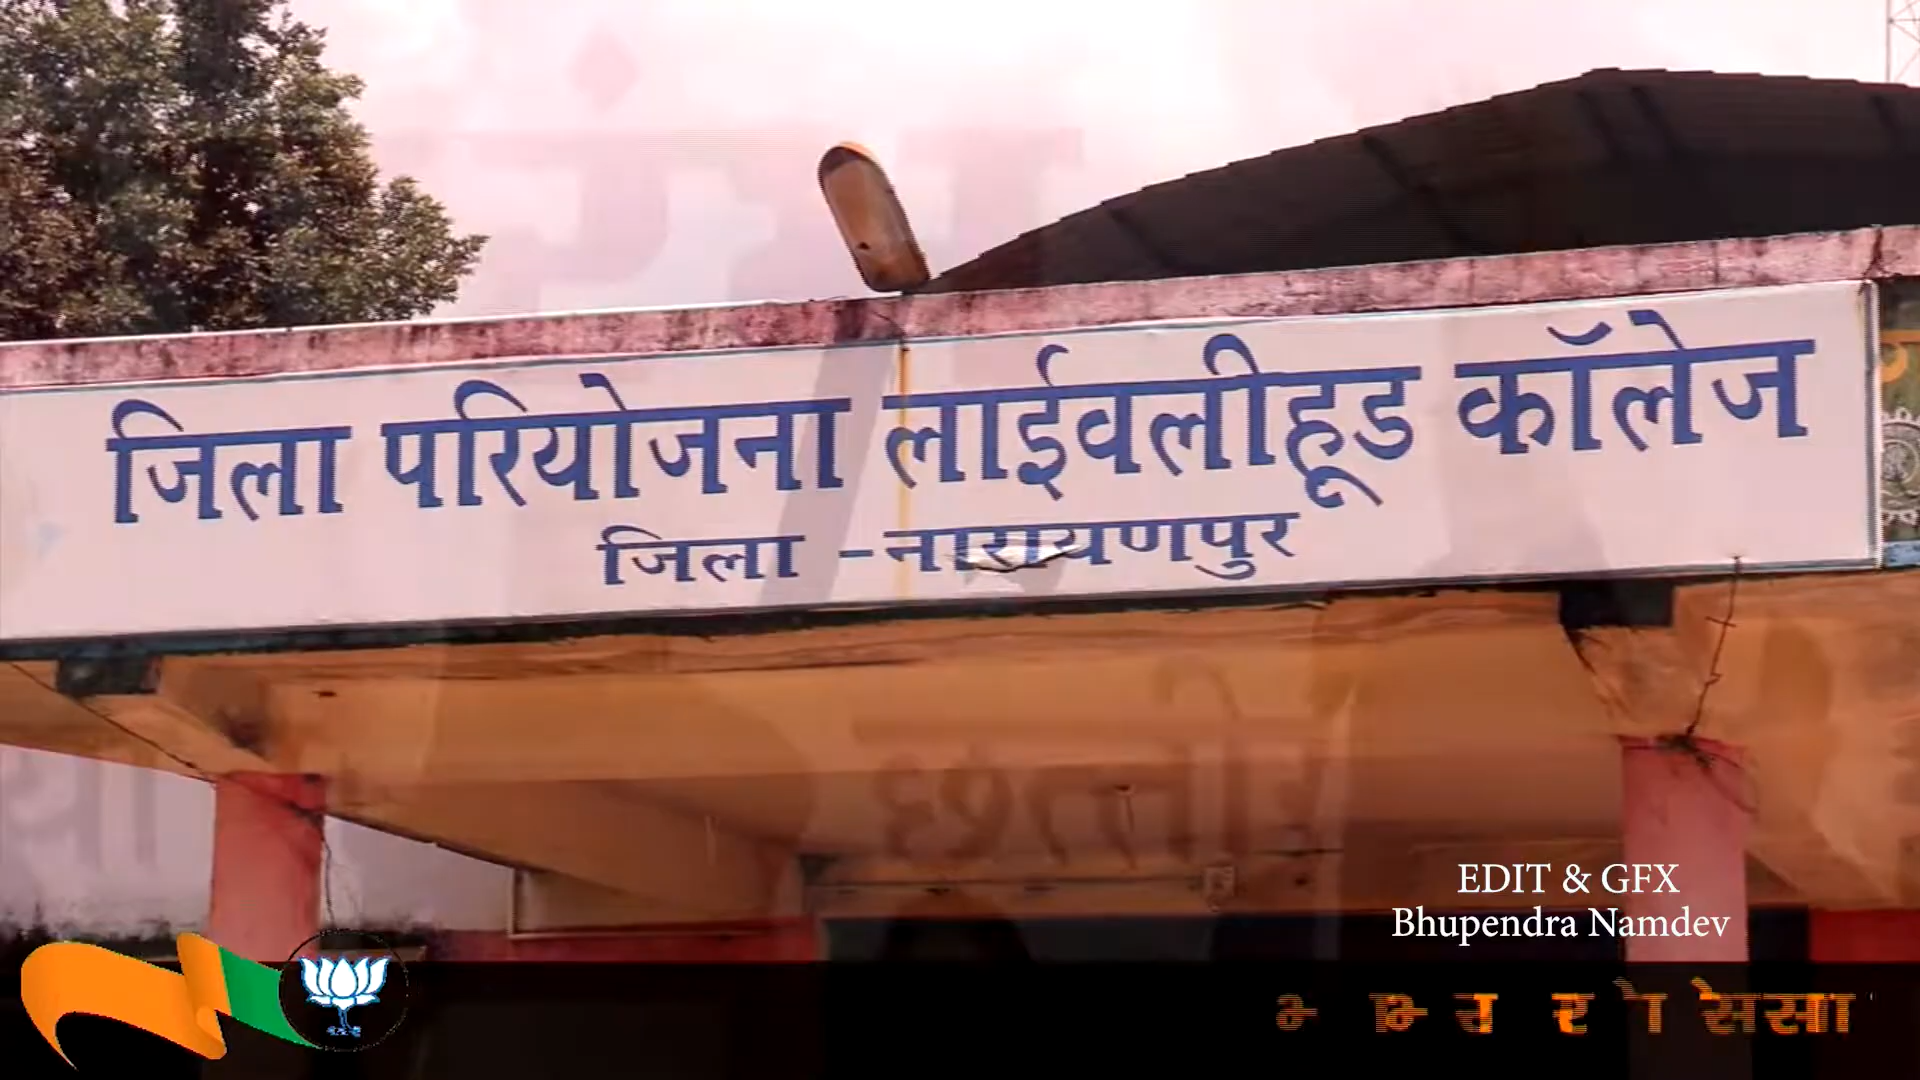 जिला परियोजना लाईवलीहूड कॉलेज
जिला - नारायणपुर
EDIT & GFX
Bhupendra Namdev